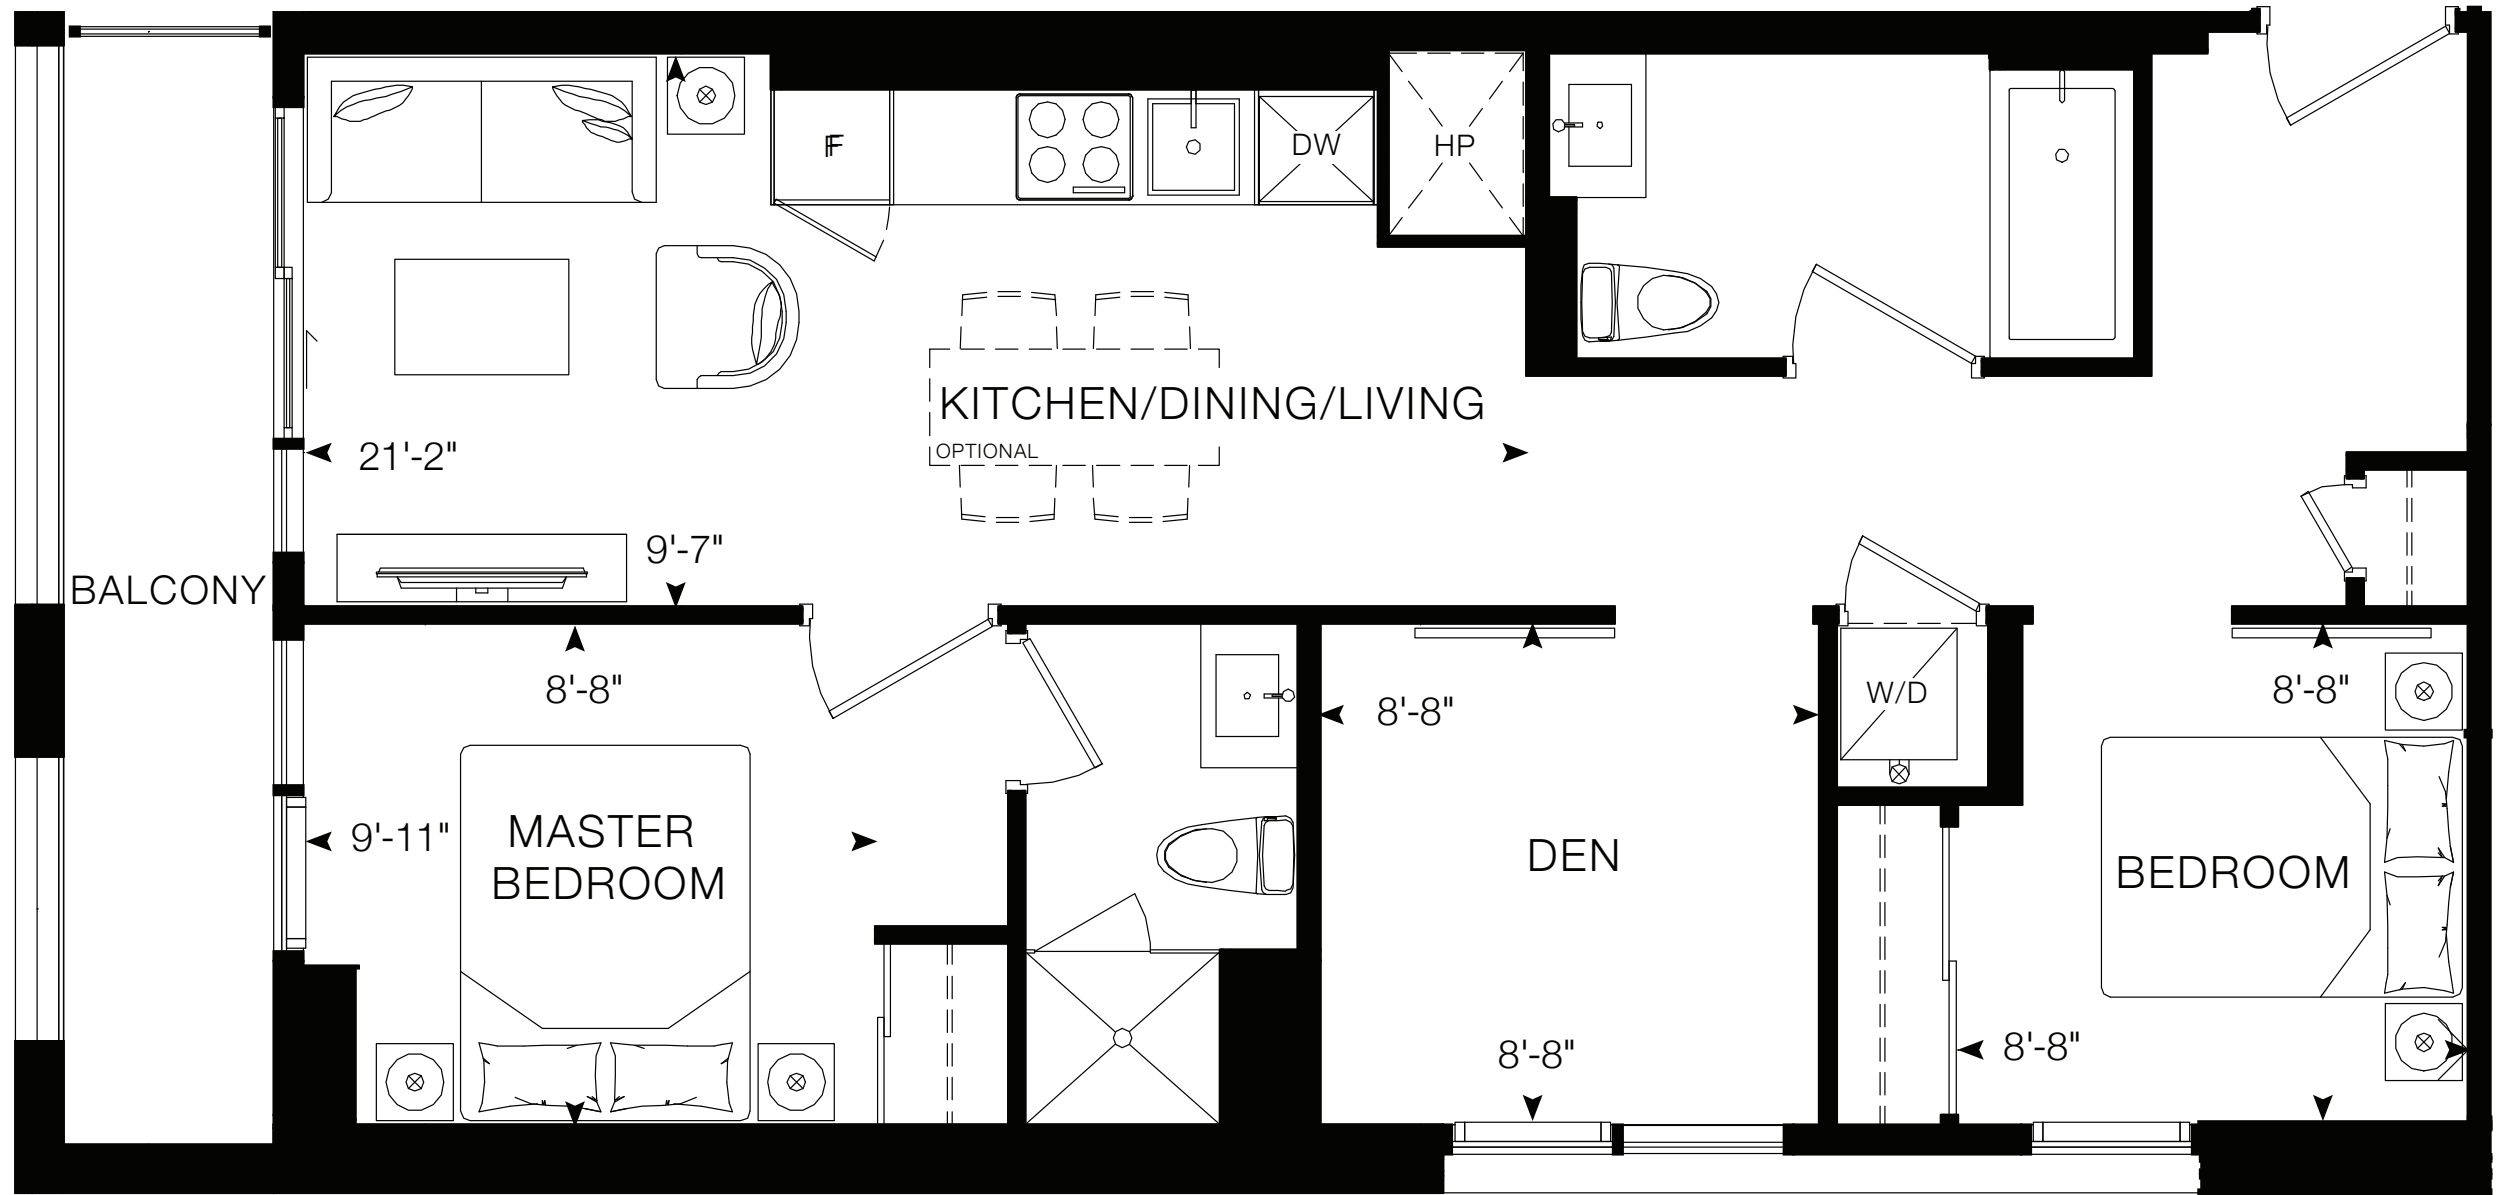 F
DW
HP
KITCHEN/DINING/LIVING
OPTIONAL
21'-2"
9'-7"
BALCONY
8'-8"
8'-8"
W/D
8'-8"
9'-11"
MASTER
BEDROOM
DEN
BEDROOM
8'-8"
8'-8"